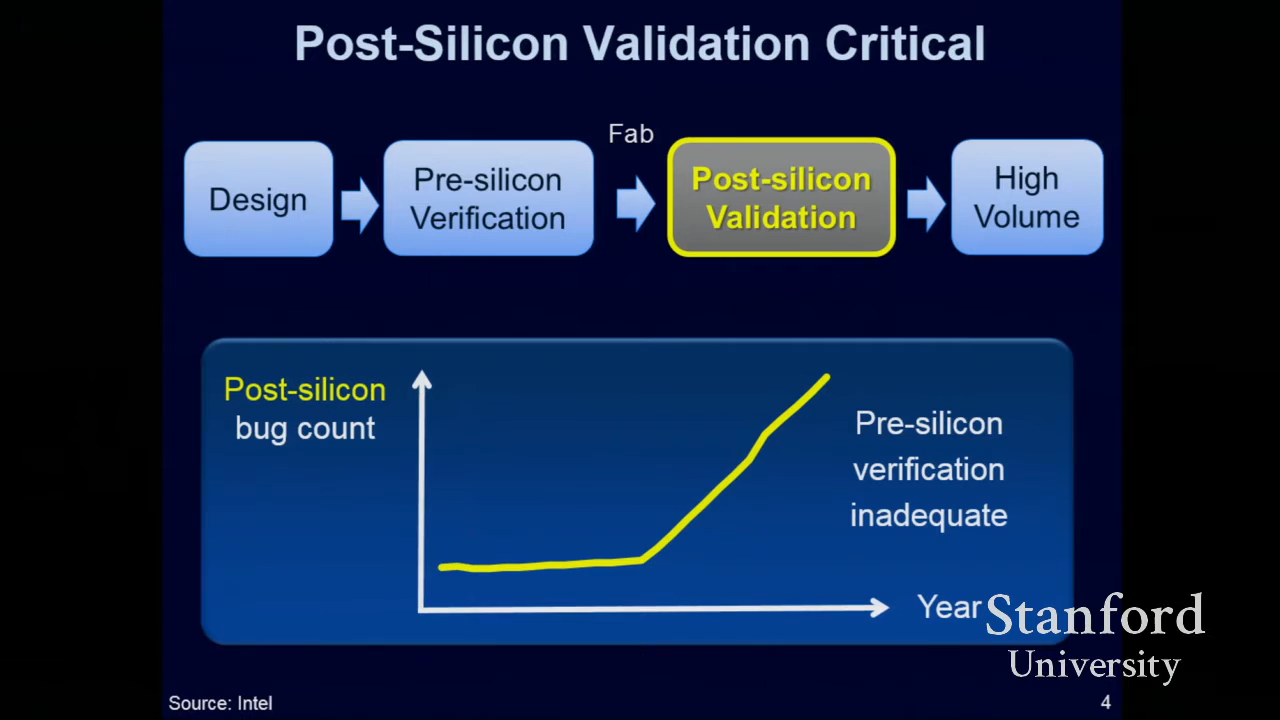 Post-Silicon Validation Critical
Fab
Design
Pre-silicon
Verification
Post-silicon
Validation
High
Volume
Post-silicon
bug count
Pre-silicon
verification
inadequate
Year
Stanford
University
Source: Intel
4